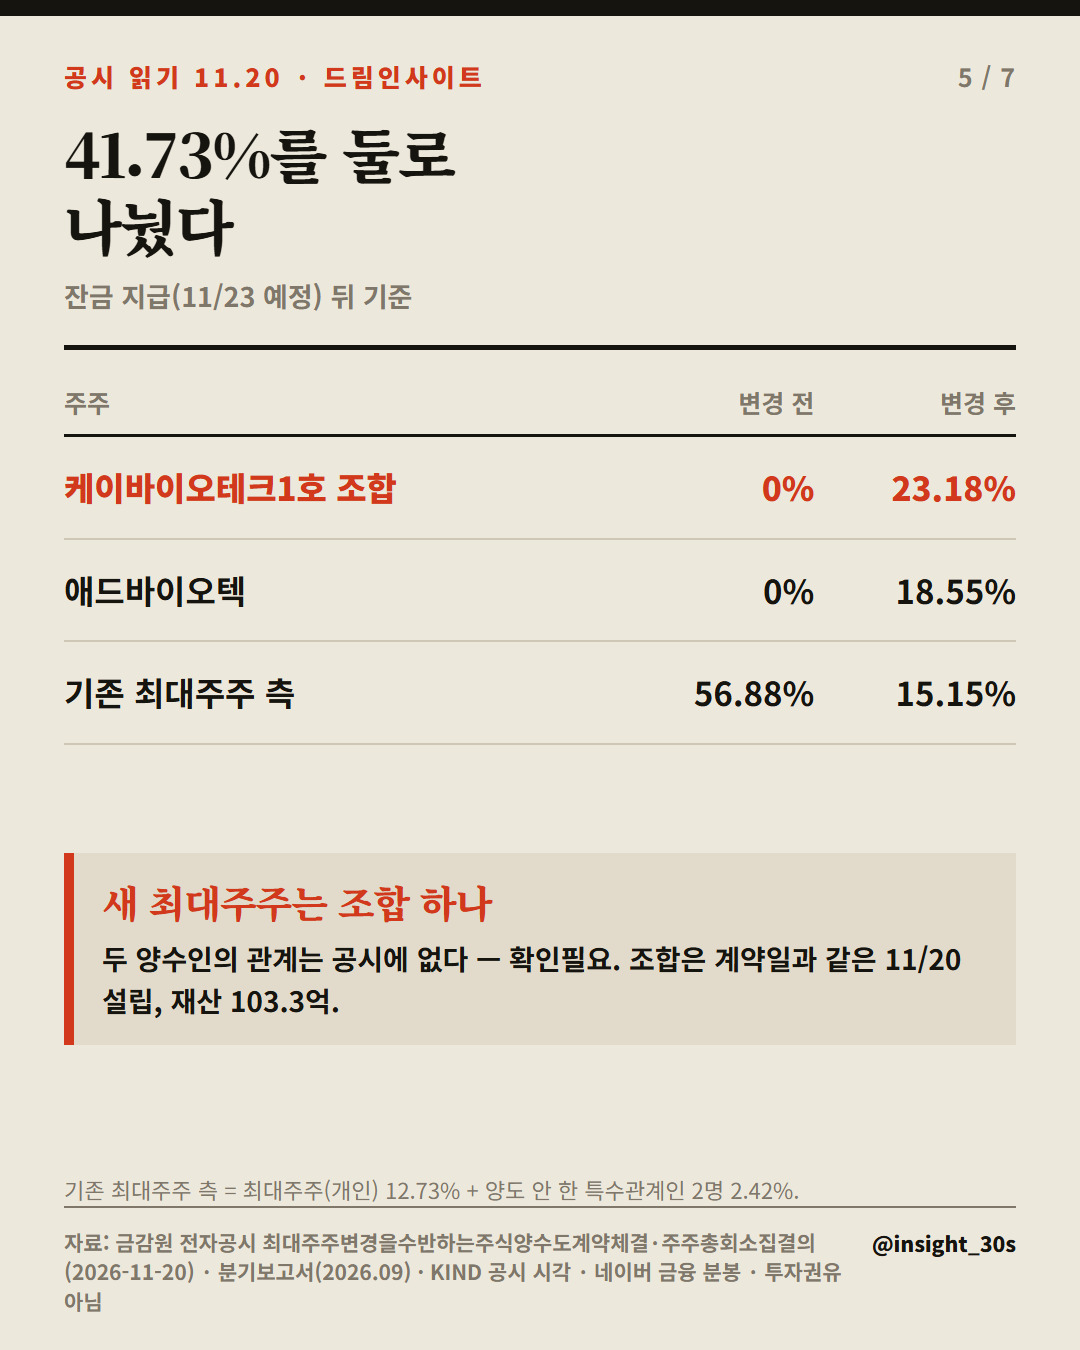 공시 읽기 11.20 · 드림인사이트
5 / 7
41.73%를 둘로
나눴다
잔금 지급(11/23 예정) 뒤 기준
주주 변경 전 변경 후
케이바이오테크1호 조합 0% 23.18%
애드바이오텍 0% 18.55%
기존 최대주주 측 56.88% 15.15%
새 최대주주는 조합 하나
두 양수인의 관계는 공시에 없다 — 확인필요. 조합은 계약일과 같은 11/20
설립, 재산 103.3억.
기존 최대주주 측 = 최대주주(개인) 12.73% + 양도 안 한 특수관계인 2명 2.42%.
자료: 금감원 전자공시 최대주주변경을수반하는주식양수도계약체결·주주총회소집결의
(2026-11-20) · 분기보고서(2026.09) · KIND 공시 시각 · 네이버 금융 분봉 · 투자권유
아님
@insight_30s